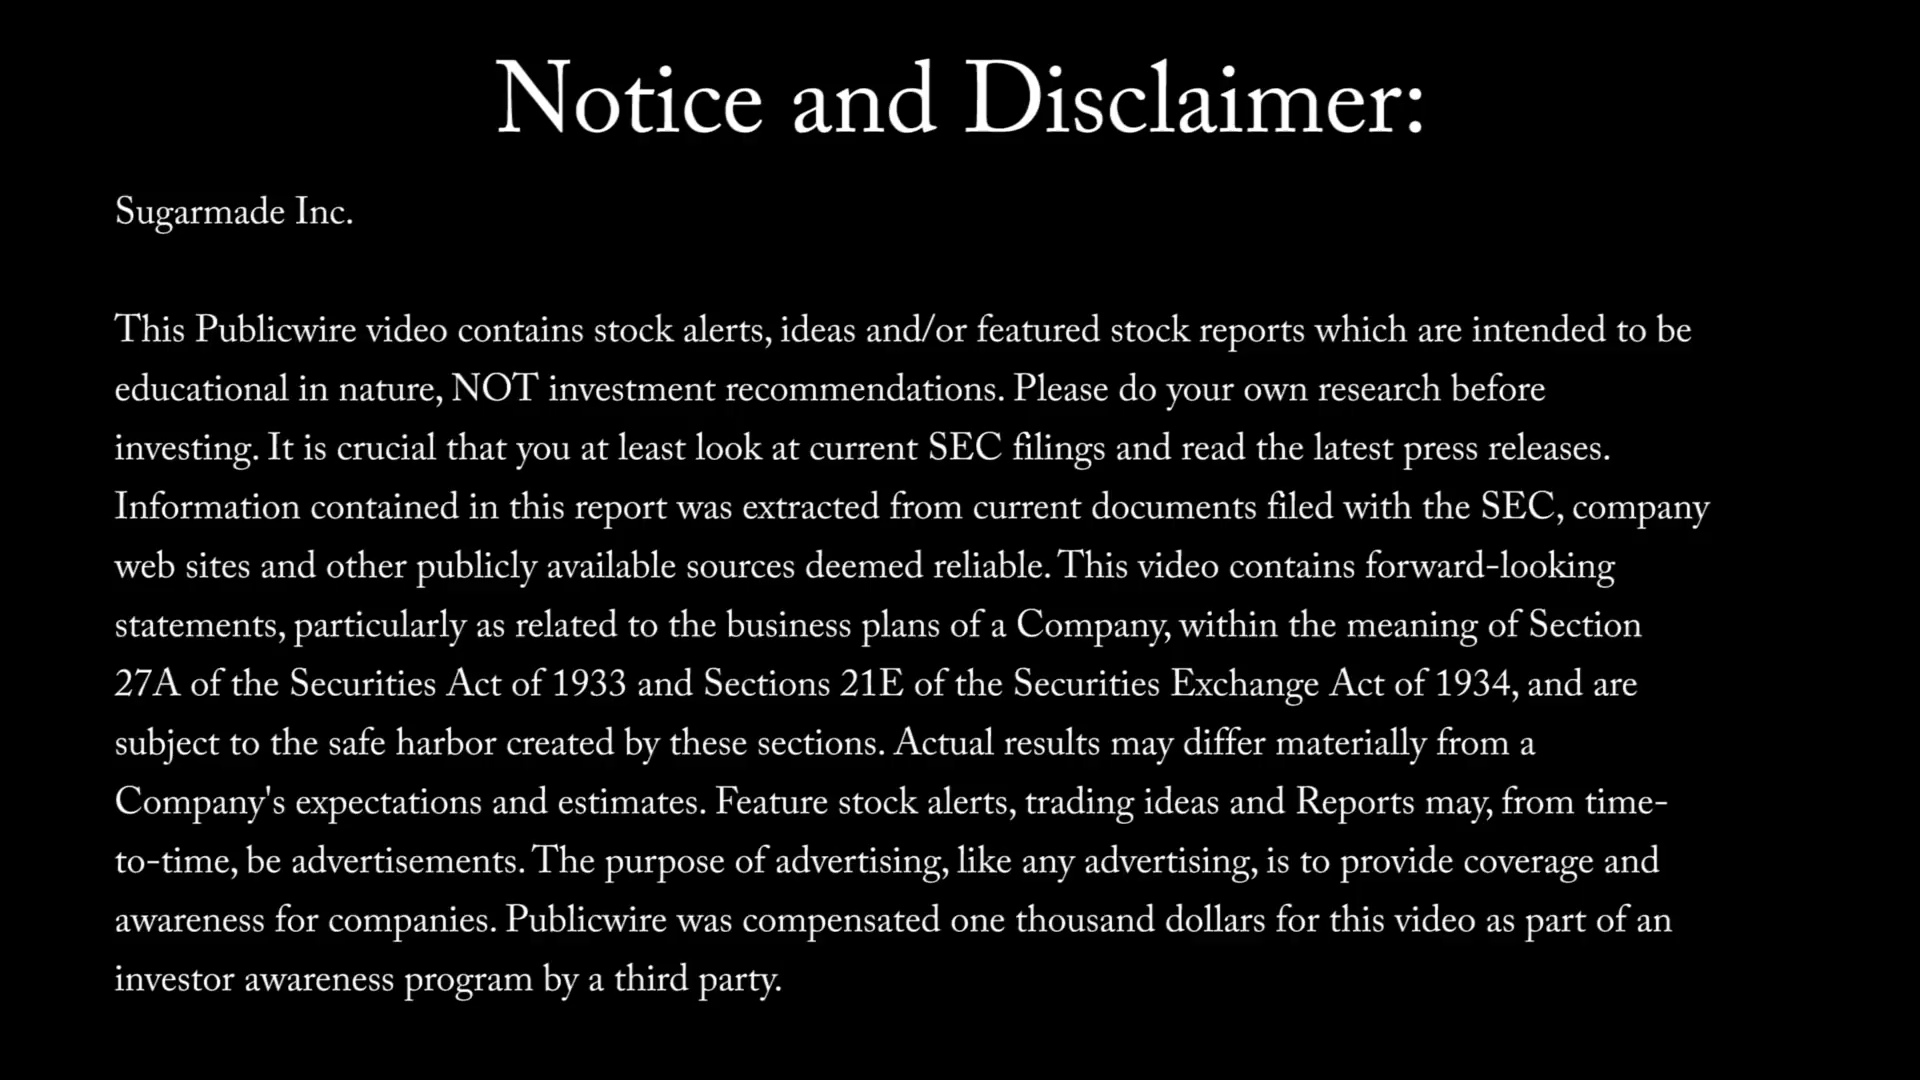 Notice and Disclaimer:
Sugarmade Inc.
This Publicwire video contains stock alerts, ideas and/or featured stock reports which are intended to be
educational in nature, NOT investment recommendations. Please do your own research before
investing. It is crucial that you at least look at current SEC filings and read the latest press releases.
Information contained in this report was extracted from current documents filed with the SEC, company
web sites and other publicly available sources deemed reliable. This video contains forward-looking
statements, particularly as related to the business plans of a Company, within the meaning of Section
27A of the Securities Act of 1933 and Sections 21E of the Securities Exchange Act of 1934, and are
subject to the safe harbor created by these sections. Actual results may differ materially from a
Company's expectations and estimates. Feature stock alerts, trading ideas and Reports may, from time-
to-time, be advertisements. The purpose of advertising, like any advertising, is to provide coverage and
awareness for companies. Publicwire was compensated one thousand dollars for this video as part of an
investor awareness program by a third party.